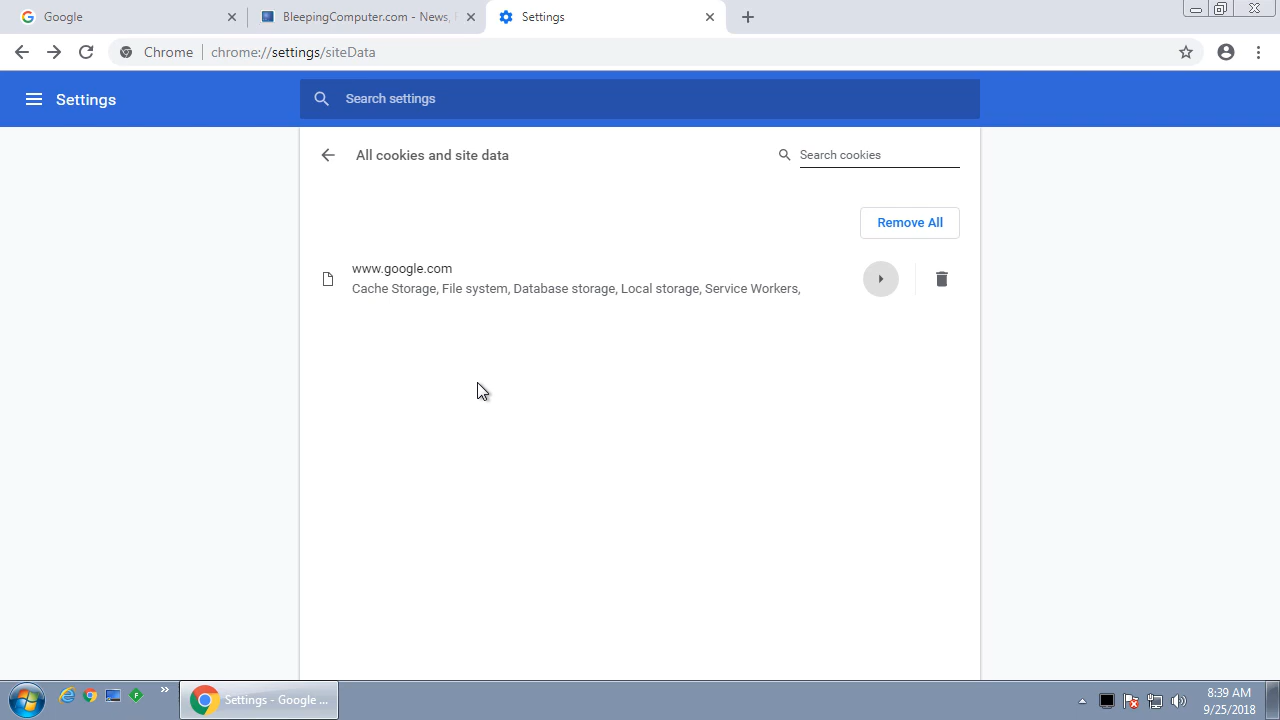 Google
BleepingComputer.com - News,
Settings
Chrome
chrome://settings/siteData
Settings
Search settings
All cookies and site data
Search cookies
Remove All
www.google.com
Cache Storage, File system, Database storage, Local storage, Service Workers,
»
Settings - Google ...
8:39 AM
9/25/2018